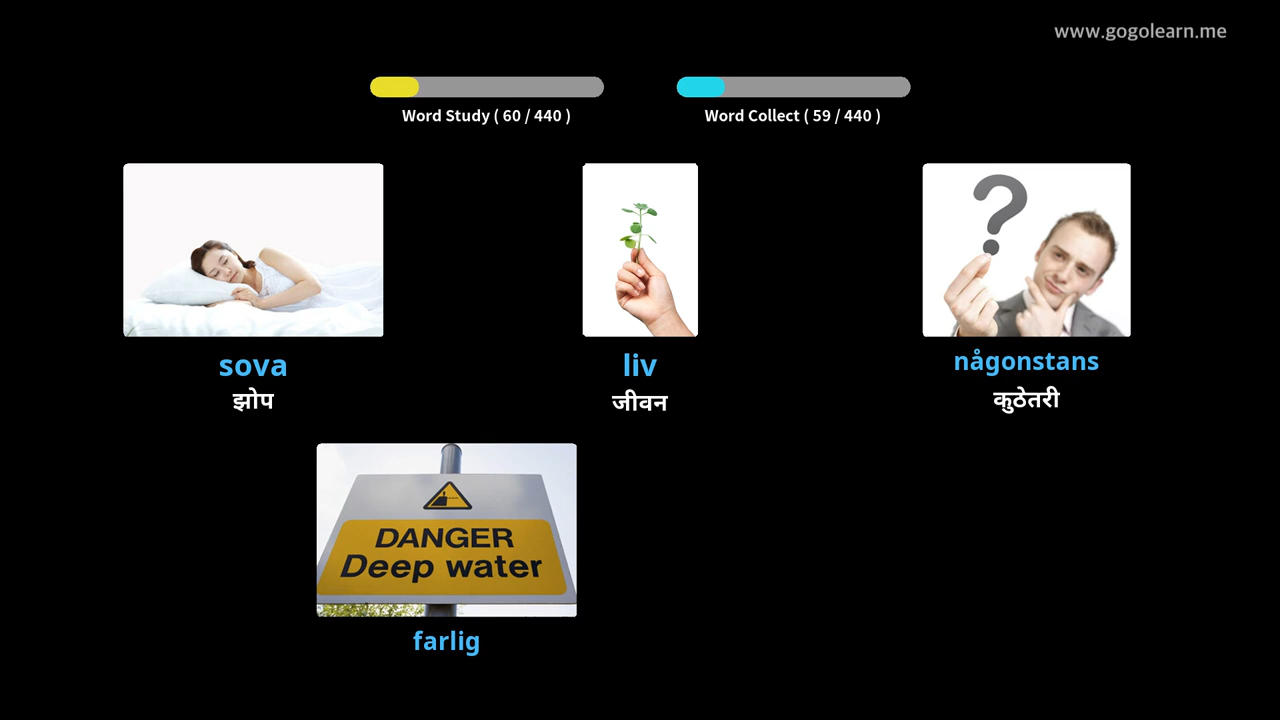 www.gogolearn.me
Word Study ( 60 / 440 )
Word Collect ( 59 / 440 )
sova
झोप
liv
जीवन
någonstans
कुठेतरी
DANGER
Deep water
farlig